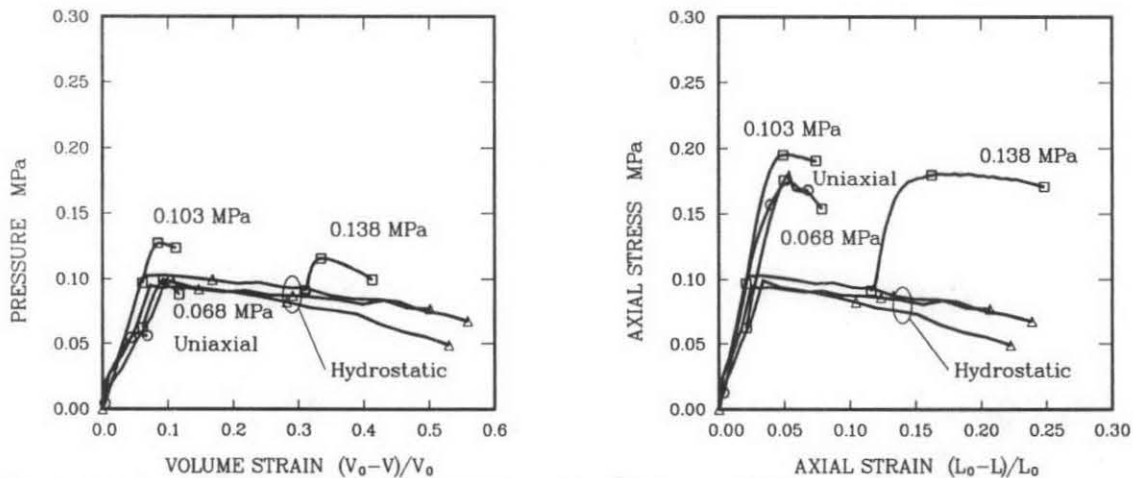 0.30
0.25
0.20
0.15
0.10
0.05
0.00
PRESSURE MPa
0.103 MPa
0.138 MPa
0.068 MPa
Uniaxial
Hydrostatic
0.0 0.1 0.2 0.3 0.4 0.5 0.6
VOLUME STRAIN (V₀-V)/V₀
0.30
0.25
0.20
0.15
0.10
0.05
0.00
AXIAL STRESS MPa
0.103 MPa
0.138 MPa
Uniaxial
0.068 MPa
Hydrostatic
0.00 0.05 0.10 0.15 0.20 0.25 0.30
AXIAL STRAIN (L₀-L)/L₀